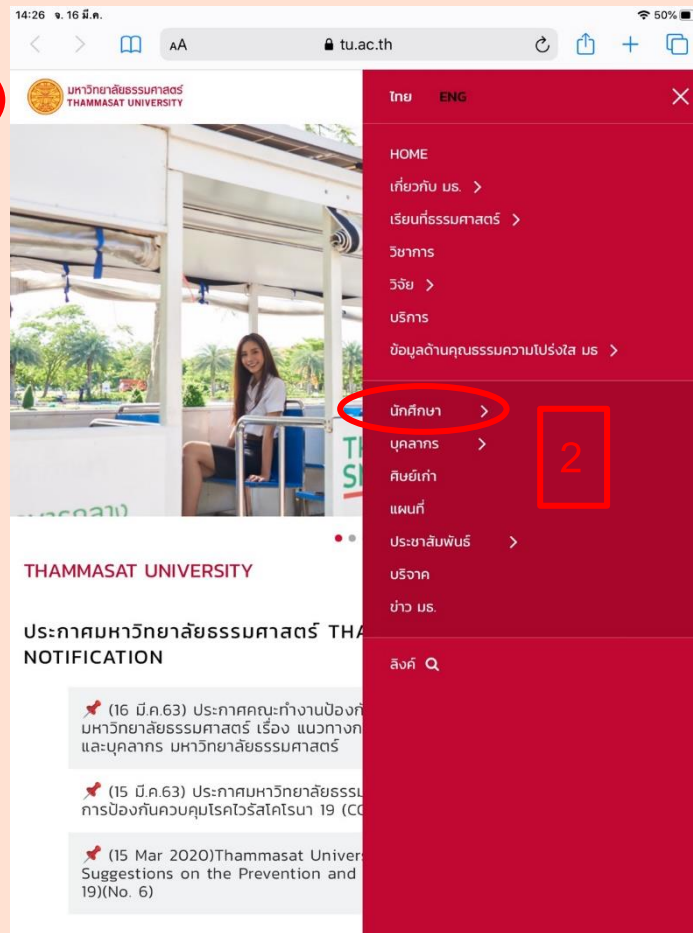 14:26 จ. 16 มี.ค.
50%
AA
tu.ac.th
มหาวิทยาลัยธรรมศาสตร์
THAMMASAT UNIVERSITY
ไทย ENG
HOME
เกี่ยวกับ มธ.
เรียนที่ธรรมศาสตร์
วิชาการ
วิจัย
บริการ
ข้อมูลด้านคุณธรรมความโปร่งใส มธ
นักศึกษา
บุคลากร
2
ศิษย์เก่า
แผนที่
ประชาสัมพันธ์
บริจาค
ข่าว มธ.
ลิงค์
THAMMASAT UNIVERSITY
ประกาศมหาวิทยาลัยธรรมศาสตร์ THA
NOTIFICATION
(16 มี.ค.63) ประกาศคณะทำงานป้องกั
มหาวิทยาลัยธรรมศาสตร์ เรื่อง แนวทางก
และบุคลากร มหาวิทยาลัยธรรมศาสตร์
(15 มี.ค.63) ประกาศมหาวิทยาลัยธรรม
การป้องกันควบคุมโรคไวรัสโคโรนา 19 (CO
(15 Mar 2020)Thammasat Univer
Suggestions on the Prevention and
19)(No. 6)